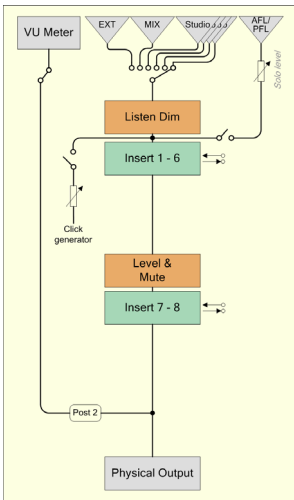 VU Meter
EXT
MIX
Studio
AFL/
PFL
Solo level
Listen Dim
Insert 1 - 6
Click
generator
Level &
Mute
Insert 7 - 8
Post 2
Physical Output